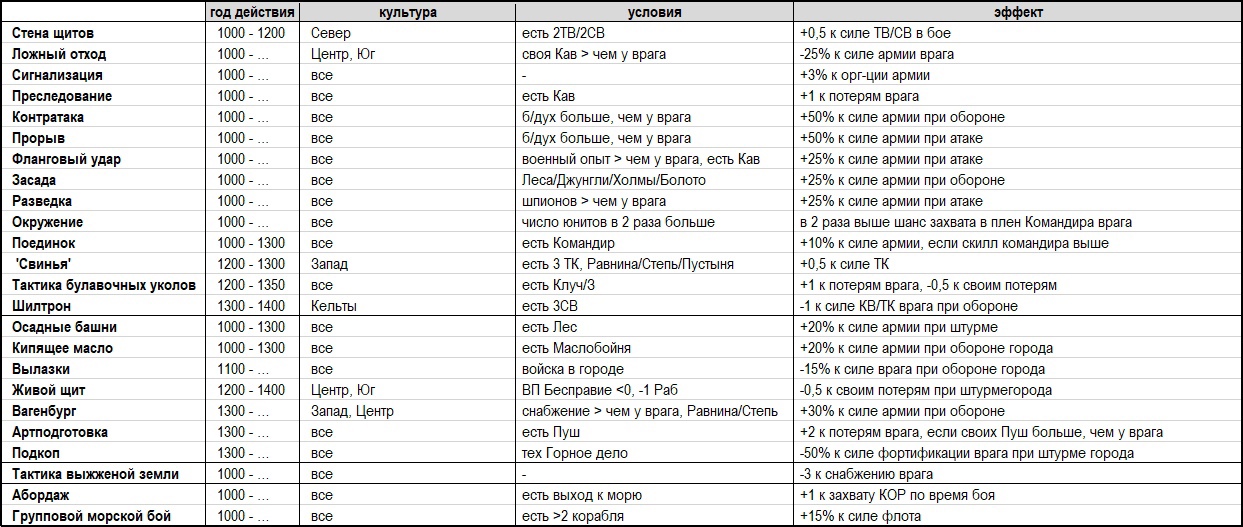 год действия культура условия эффект
Стена щитов 1000 - 1200 Север есть 2ТВ/2СВ +0,5 к силе ТВ/СВ в бое
Ложный отход 1000 - ... Центр, Юг своя Кав > чем у врага -25% к силе армии врага
Сигнализация 1000 - ... все - +3% к орг-ции армии
Преследование 1000 - ... все есть Кав +1 к потерям врага
Контратака 1000 - ... все б/дух больше, чем у врага +50% к силе армии при обороне
Прорыв 1000 - ... все б/дух больше, чем у врага +50% к силе армии при атаке
Фланговый удар 1000 - ... все военный опыт > чем у врага, есть Кав +25% к силе армии при атаке
Засада 1000 - ... все Леса/Джунгли/Холмы/Болото +25% к силе армии при обороне
Разведка 1000 - ... все шпионов > чем у врага +25% к силе армии при атаке
Окружение 1000 - ... все число юнитов в 2 раза больше в 2 раза выше шанс захвата в плен Командира врага
Поединок 1000 - 1300 все есть Командир +10% к силе армии, если скилл командира выше
'Свинья' 1200 - 1300 Запад есть 3 ТК, Равнина/Степь/Пустыня +0,5 к силе ТК
Тактика булавочных уколов 1200 - 1350 все есть Клуч/З +1 к потерям врага, -0,5 к своим потерям
Шилтрон 1300 - 1400 Кельты есть 3СВ -1 к силе КВ/ТК врага при обороне
Осадные башни 1000 - 1300 все есть Лес +20% к силе армии при штурме
Кипящее масло 1000 - 1300 все есть Маслобойня +20% к силе армии при обороне города
Вылазки 1100 - ... все войска в городе -15% к силе врага при обороне города
Живой щит 1200 - 1400 Центр, Юг ВП Бесправие <0, -1 Раб -0,5 к своим потерям при штурмегорода
Вагенбург 1300 - ... Запад, Центр снабжение > чем у врага, Равнина/Степь +30% к силе армии при обороне
Артподготовка 1300 - ... все есть Пуш +2 к потерям врага, если своих Пуш больше, чем у врага
Подкоп 1300 - ... все тех Горное дело -50% к силе фортификации врага при штурме города
Тактика выжженой земли 1000 - ... все - -3 к снабжению врага
Абордаж 1000 - ... все есть выход к морю +1 к захвату КОР по время боя
Групповой морской бой 1000 - ... все есть >2 корабля +15% к силе флота